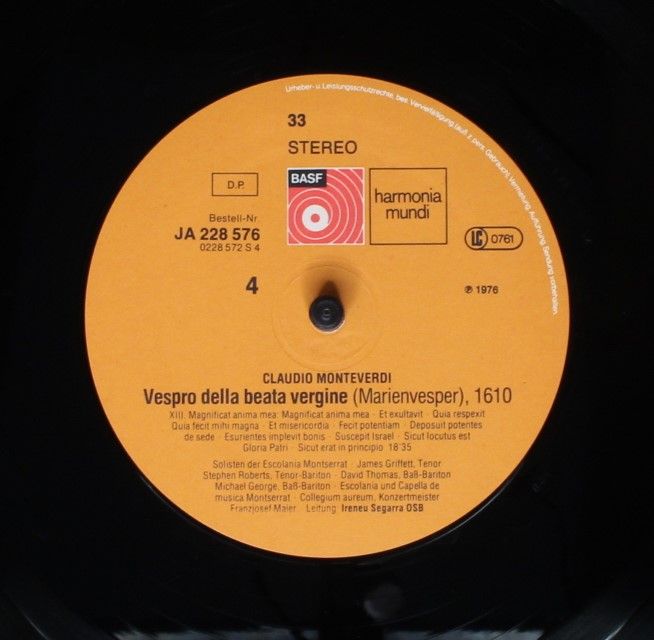 Urheber- u. Leistungsschutzrechte, bes. Vervielfältigung (auß. z. pers. Gebrauch), Vermietung, Aufführung, Sendung vorbehalten.
33
STEREO
BASF
harmonia
mundi
D.P.
Bestell-Nr.
JA 228 576
0228 572 S 4
LC 0761
4
℗ 1976
CLAUDIO MONTEVERDI
Vespro della beata vergine (Marienvesper), 1610
XIII. Magnificat anima mea: Magnificat anima mea · Et exultavit · Quia respexit
Quia fecit mihi magna · Et misericordia · Fecit potentiam · Deposuit potentes
de sede · Esurientes implevit bonis · Suscepit Israel · Sicut locutus est
Gloria Patri · Sicut erat in principio 18'35
Solisten der Escolania Montserrat · James Griffett, Tenor
Stephen Roberts, Tenor-Bariton · David Thomas, Baß-Bariton
Michael George, Baß-Bariton · Escolania und Capella de
musica Montserrat · Collegium aureum, Konzertmeister
Franzjosef Maier · Leitung: Ireneu Segarra OSB